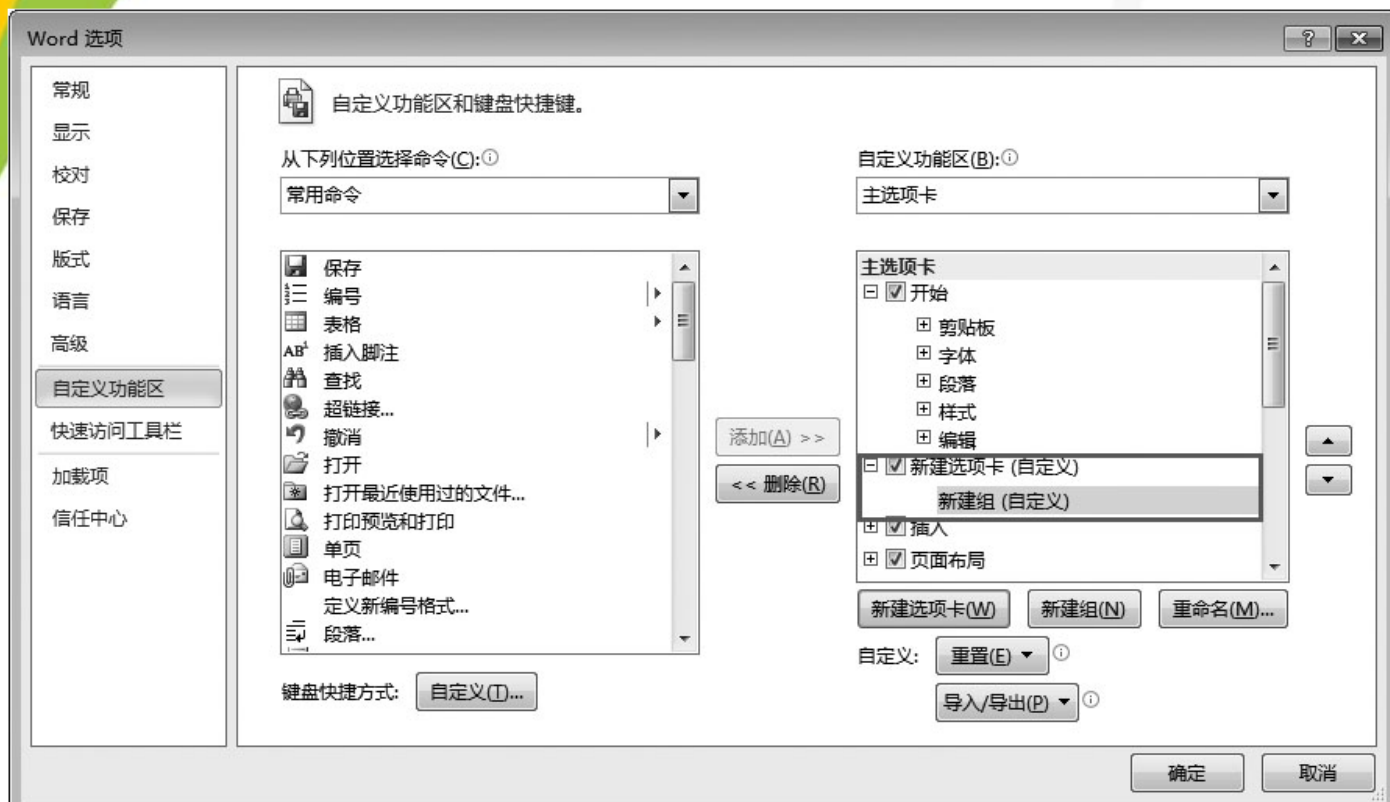 Word 选项
常规
显示
校对
保存
版式
语言
高级
自定义功能区
快速访问工具栏
加载项
信任中心
自定义功能区和键盘快捷键。
从下列位置选择命令(C):
常用命令
保存
编号
表格
AB¹ 插入脚注
查找
超链接...
撤消
打开
打开最近使用过的文件...
打印预览和打印
单页
电子邮件
定义新编号格式...
段落...
键盘快捷方式: 自定义(T)...
添加(A) >>
<< 删除(R)
自定义功能区(B):
主选项卡
主选项卡
开始
剪贴板
字体
段落
样式
编辑
新建选项卡 (自定义)
新建组 (自定义)
插入
页面布局
新建选项卡(W) 新建组(N) 重命名(M)...
自定义: 重置(E)
导入/导出(P)
确定 取消